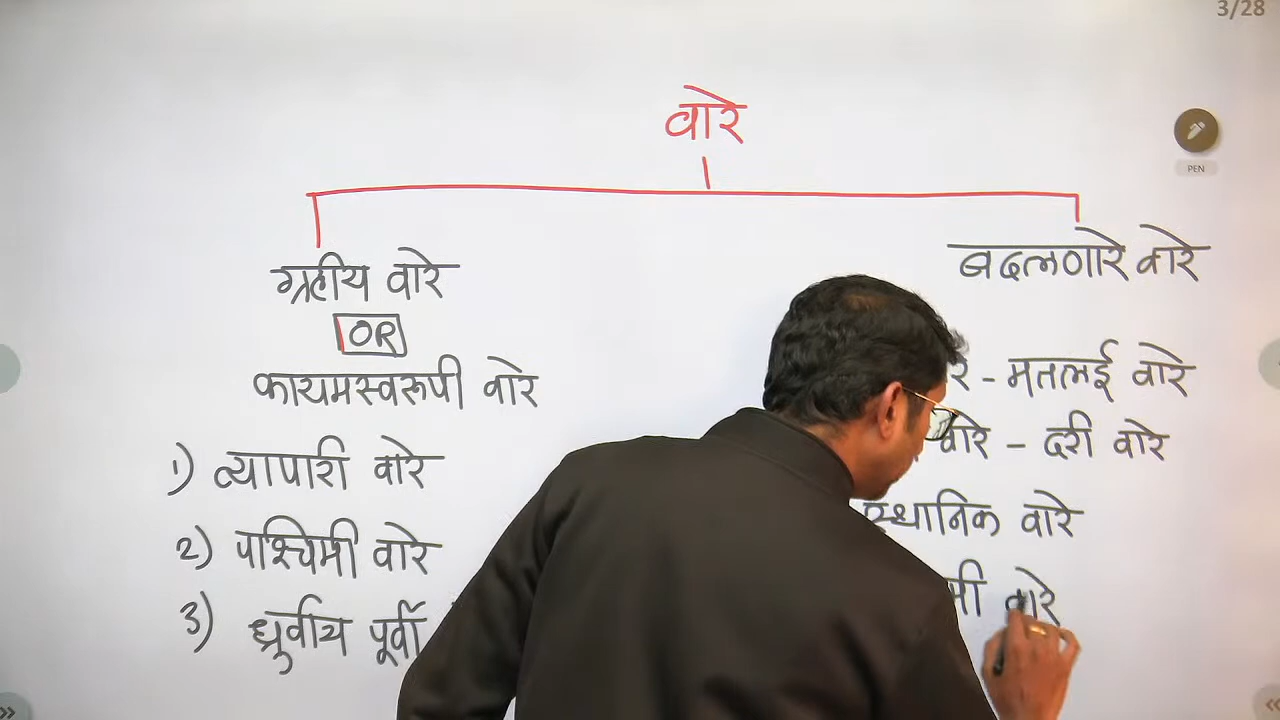 3/28
वारे
PEN
ग्रहीय वारे
OR
कायमस्वरूपी वारे
1) व्यापारी वारे
2) पश्चिमी वारे
3) ध्रुवीय पूर्वी
बदलणारे वारे
- मतलई वारे
वारे - दरी वारे
स्थानिक वारे
वारे